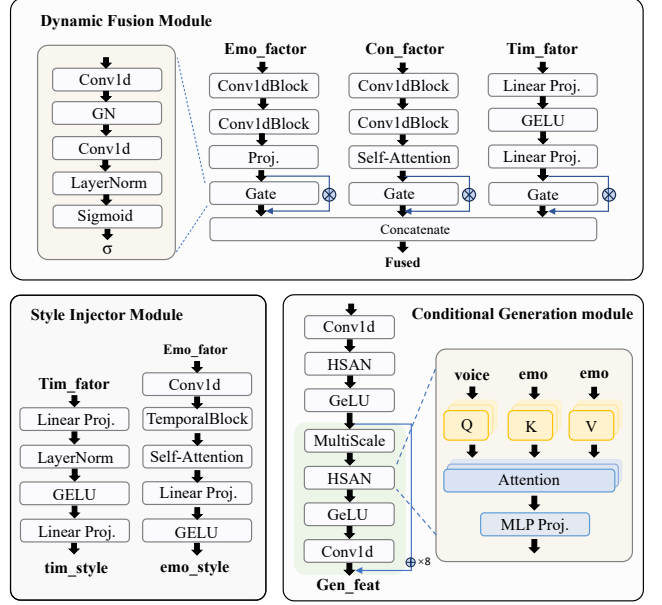 Dynamic Fusion Module
Conv1d
GN
Conv1d
LayerNorm
Sigmoid
σ
Emo_factor
Conv1dBlock
Conv1dBlock
Proj.
Gate
⊗
Con_factor
Conv1dBlock
Conv1dBlock
Self-Attention
Gate
⊗
Tim_fator
Linear Proj.
GELU
Linear Proj.
Gate
⊗
Concatenate
Fused
Style Injector Module
Tim_fator
Linear Proj.
LayerNorm
GELU
Linear Proj.
tim_style
Emo_fator
Conv1d
TemporalBlock
Self-Attention
Linear Proj.
GELU
emo_style
Conditional Generation module
Conv1d
HSAN
GeLU
MultiScale
HSAN
GeLU
Conv1d
⊕×8
Gen_feat
voice emo emo
Q K V
Attention
MLP Proj.